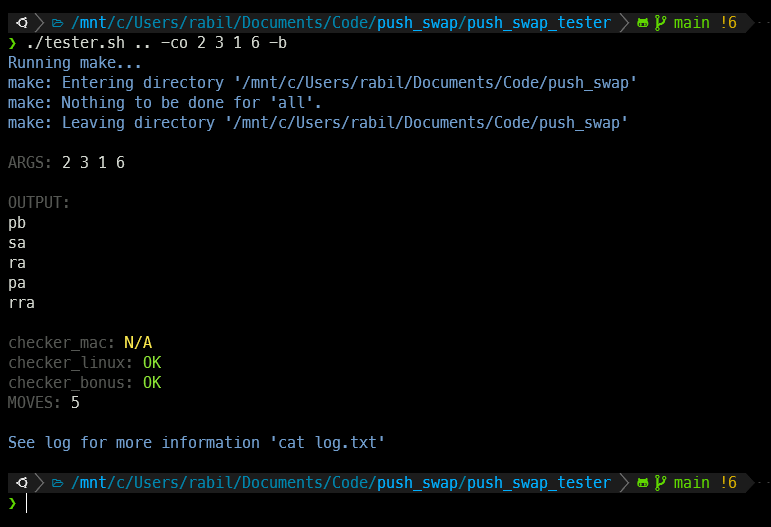 /mnt/c/Users/rabil/Documents/Code/push_swap/push_swap_tester main !6
❯ ./tester.sh .. -co 2 3 1 6 -b
Running make...
make: Entering directory '/mnt/c/Users/rabil/Documents/Code/push_swap'
make: Nothing to be done for 'all'.
make: Leaving directory '/mnt/c/Users/rabil/Documents/Code/push_swap'
ARGS: 2 3 1 6
OUTPUT:
pb
sa
ra
pa
rra
checker_mac: N/A
checker_linux: OK
checker_bonus: OK
MOVES: 5
See log for more information 'cat log.txt'
/mnt/c/Users/rabil/Documents/Code/push_swap/push_swap_tester main !6
❯